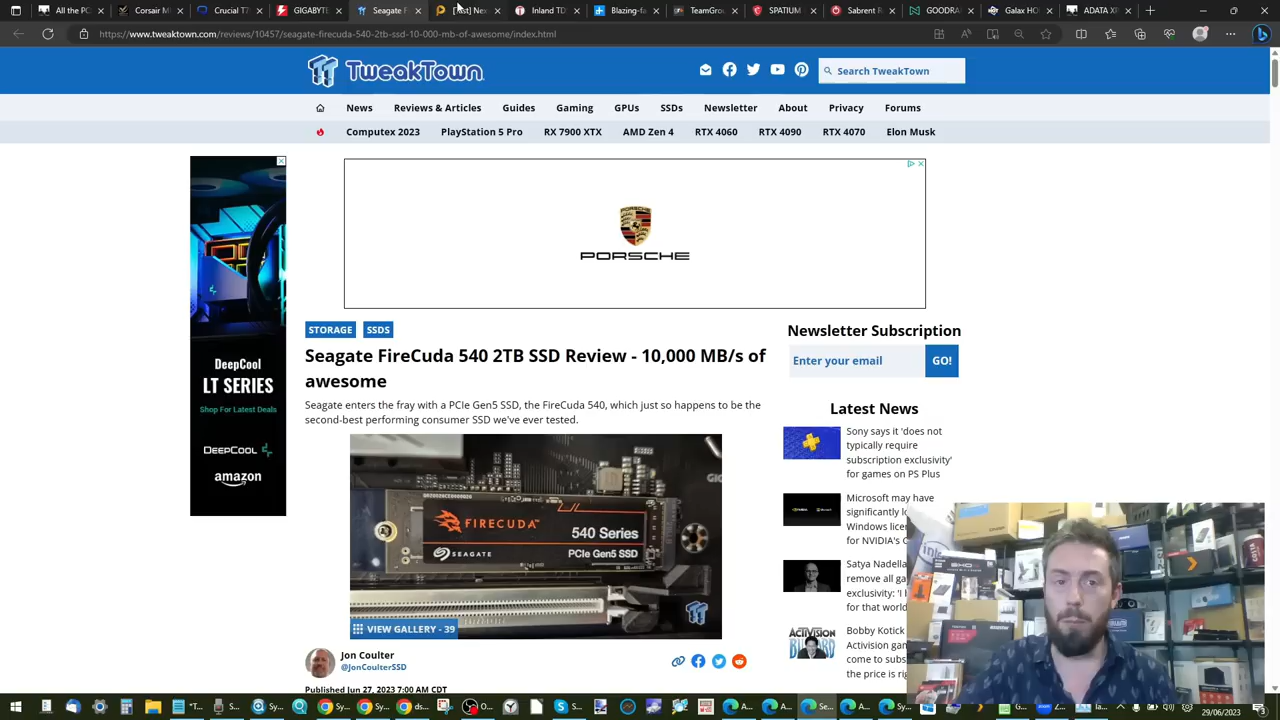 All the PC
Corsair M
Crucial T7
GIGABYTE
Seagate F
[Fast] Nex
Inland TD
Blazing-fa
TeamGrou
SPATIUM
Sabrent R
GOODRA
Galax HO
ADATA XP
https://www.tweaktown.com/reviews/10457/seagate-firecuda-540-2tb-ssd-10-000-mb-of-awesome/index.html
TweakTown
Search TweakTown
News Reviews & Articles Guides Gaming GPUs SSDs Newsletter About Privacy Forums
Computex 2023 PlayStation 5 Pro RX 7900 XTX AMD Zen 4 RTX 4060 RTX 4090 RTX 4070 Elon Musk
PORSCHE
DeepCool
LT SERIES
Shop For Latest Deals
DEEPCOOL
amazon
STORAGE SSDS
Seagate FireCuda 540 2TB SSD Review - 10,000 MB/s of
awesome
Seagate enters the fray with a PCIe Gen5 SSD, the FireCuda 540, which just so happens to be the
second-best performing consumer SSD we've ever tested.
FIRECUDA
540 Series
SEAGATE
PCIe Gen5 SSD
VIEW GALLERY - 39
Jon Coulter
@JonCoulterSSD
Published Jun 27, 2023 7:00 AM CDT
Newsletter Subscription
Enter your email GO!
Latest News
Sony says it 'does not
typically require
subscription exclusivity'
for games on PS Plus
Microsoft may have
significantly lo
Windows licen
for NVIDIA's C
Satya Nadella
remove all ga
exclusivity: 'I h
for that world
ACTIVISION
Bobby Kotick
Activision gam
come to subs
the price is rig
29/06/2023